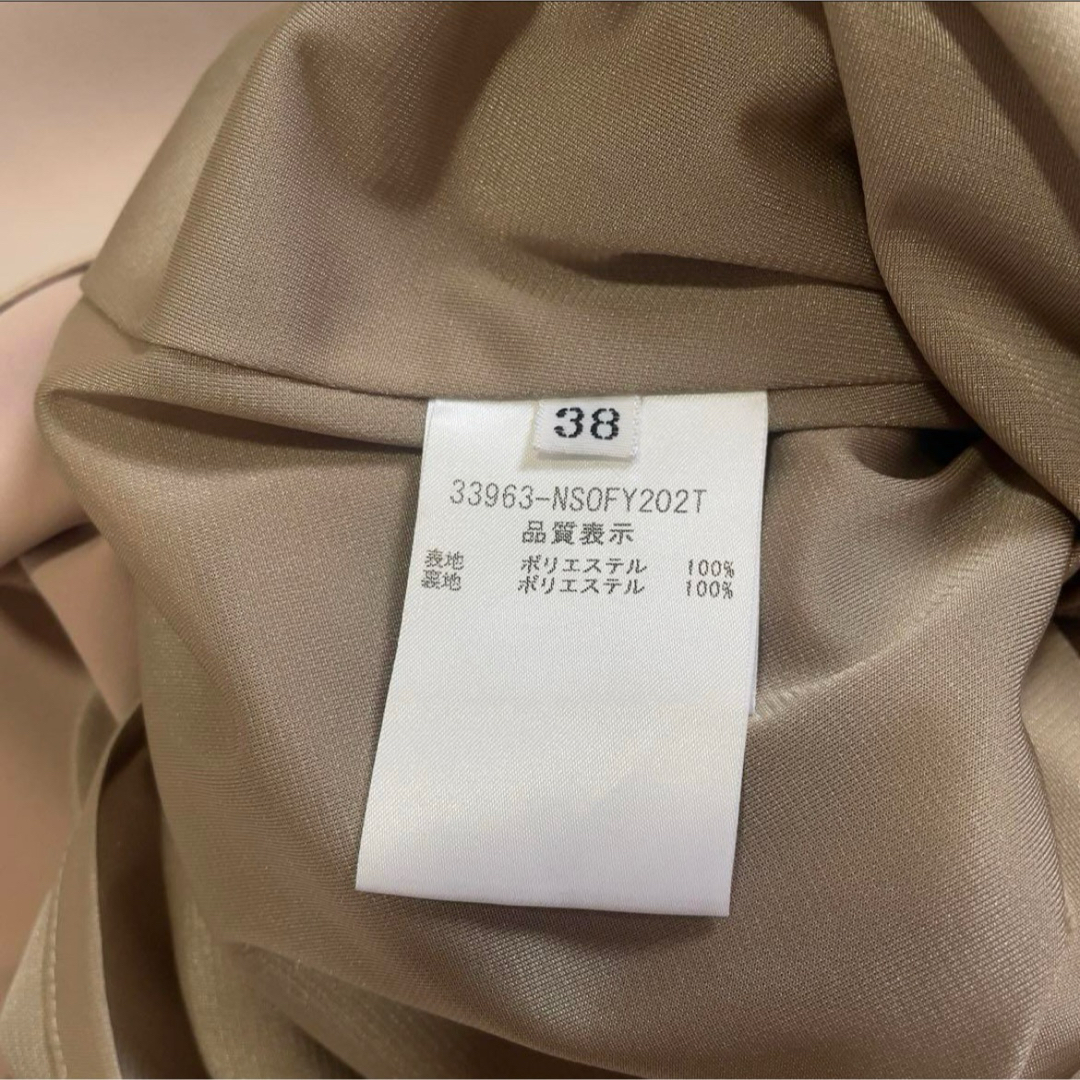 38
33963-NSOFY202T
品質表示
表地 ポリエステル 100%
裏地 ポリエステル 100%